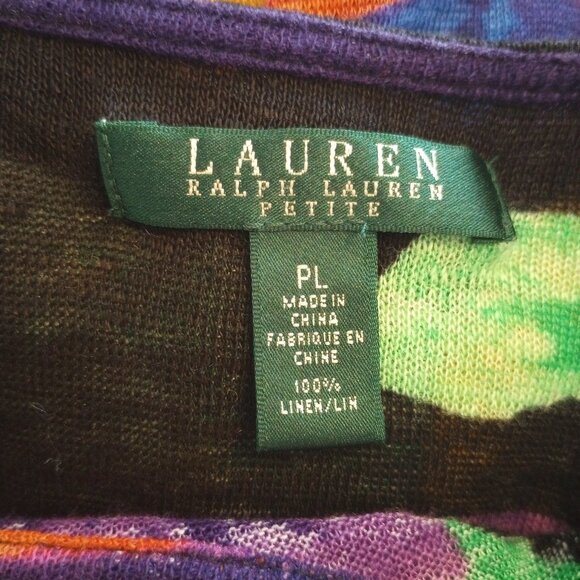 LAUREN
RALPH LAUREN
PETITE
PL
MADE IN
CHINA
FABRIQUE EN
CHINE
100%
LINEN/LIN